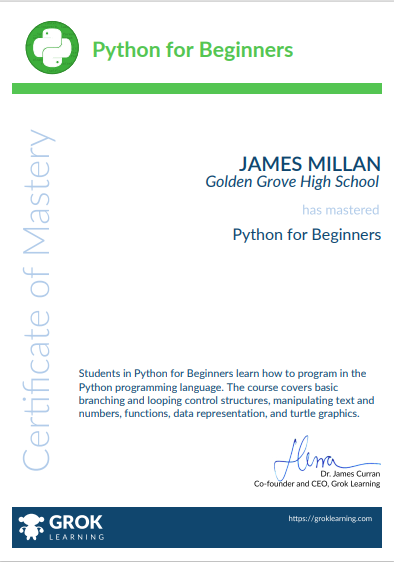 Python for Beginners
Certificate of Mastery
JAMES MILLAN
Golden Grove High School
has mastered
Python for Beginners
Students in Python for Beginners learn how to program in the
Python programming language. The course covers basic
branching and looping control structures, manipulating text and
numbers, functions, data representation, and turtle graphics.
Dr. James Curran
Co-founder and CEO, Grok Learning
GROK
LEARNING
https://groklearning.com